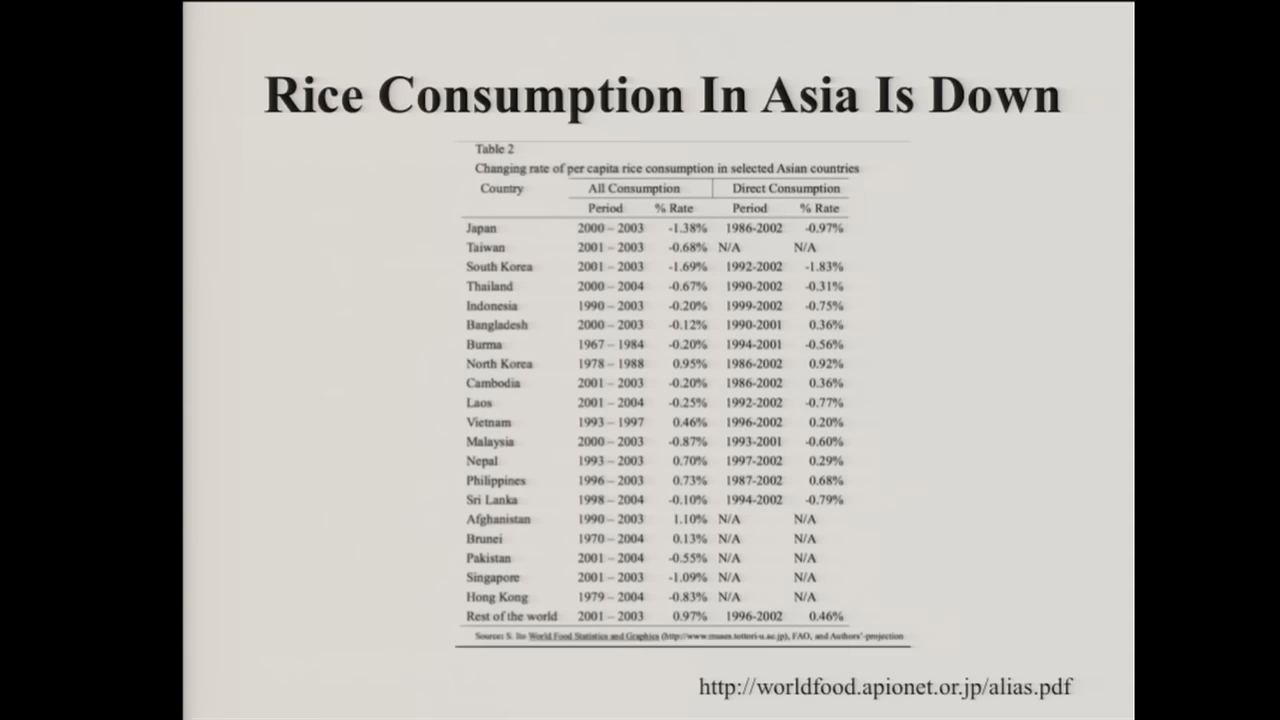 Rice Consumption In Asia Is Down
Table 2
Changing rate of per capita rice consumption in selected Asian countries
Country All Consumption Direct Consumption
Period % Rate Period % Rate
Japan 2000 – 2003 -1.38% 1986-2002 -0.97%
Taiwan 2001 – 2003 -0.68% N/A N/A
South Korea 2001 – 2003 -1.69% 1992-2002 -1.83%
Thailand 2000 – 2004 -0.67% 1990-2002 -0.31%
Indonesia 1990 – 2003 -0.20% 1999-2002 -0.75%
Bangladesh 2000 – 2003 -0.12% 1990-2001 0.36%
Burma 1967 – 1984 -0.20% 1994-2001 -0.56%
North Korea 1978 – 1988 0.95% 1986-2002 0.92%
Cambodia 2001 – 2003 -0.20% 1986-2002 0.36%
Laos 2001 – 2004 -0.25% 1992-2002 -0.77%
Vietnam 1993 – 1997 0.46% 1996-2002 0.20%
Malaysia 2000 – 2003 -0.87% 1993-2001 -0.60%
Nepal 1993 – 2003 0.70% 1997-2002 0.29%
Philippines 1996 – 2003 0.73% 1987-2002 0.68%
Sri Lanka 1998 – 2004 -0.10% 1994-2002 -0.79%
Afghanistan 1990 – 2003 1.10% N/A N/A
Brunei 1970 – 2004 0.13% N/A N/A
Pakistan 2001 – 2004 -0.55% N/A N/A
Singapore 2001 – 2003 -1.09% N/A N/A
Hong Kong 1979 – 2004 -0.83% N/A N/A
Rest of the world 2001 – 2003 0.97% 1996-2002 0.46%
Source: S. Ito World Food Statistics and Graphics FAO, and Authors' projection
http://worldfood.apionet.or.jp/alias.pdf